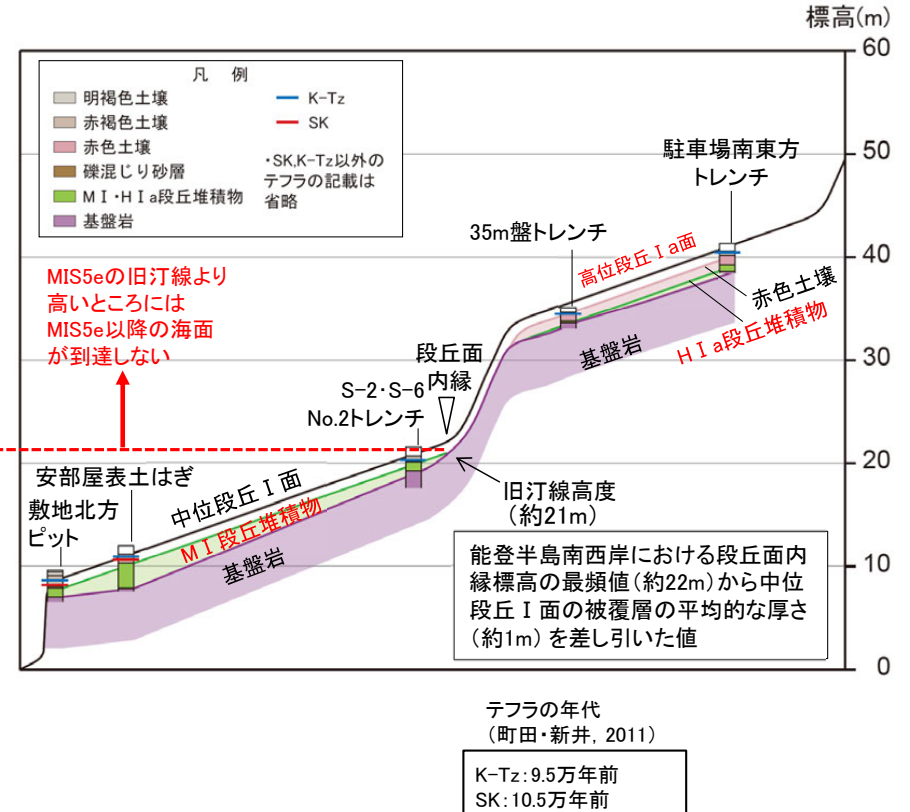 標高(m)
60
50
40
30
20
10
0
凡 例
明褐色土壌
赤褐色土壌
赤色土壌
礫混じり砂層
MⅠ・HⅠa段丘堆積物
基盤岩
K-Tz
SK
・SK,K-Tz以外の
テフラの記載は
省略
MIS5eの旧汀線より
高いところには
MIS5e以降の海面
が到達しない
駐車場南東方
トレンチ
35m盤トレンチ
高位段丘Ⅰa面
赤色土壌
HⅠa段丘堆積物
基盤岩
段丘面
内縁
S-2・S-6
No.2トレンチ
安部屋表土はぎ
敷地北方
ピット
中位段丘Ⅰ面
MⅠ段丘堆積物
基盤岩
旧汀線高度
(約21m)
能登半島南西岸における段丘面内
縁標高の最頻値(約22m)から中位
段丘Ⅰ面の被覆層の平均的な厚さ
(約1m)を差し引いた値
テフラの年代
(町田・新井, 2011)
K-Tz:9.5万年前
SK:10.5万年前